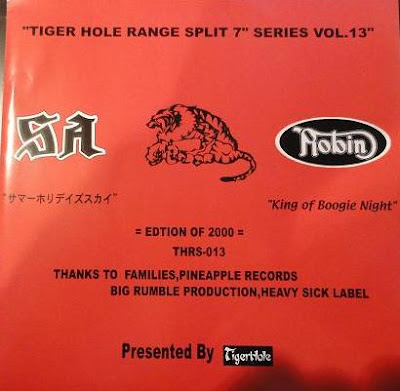 "TIGER HOLE RANGE SPLIT 7" SERIES VOL.13"
SA
Robin
"サマーホリデイズスカイ"
"King of Boogie Night"
= EDTION OF 2000 =
THRS-013
THANKS TO FAMILIES,PINEAPPLE RECORDS
BIG RUMBLE PRODUCTION,HEAVY SICK LABEL
Presented By TigerHole